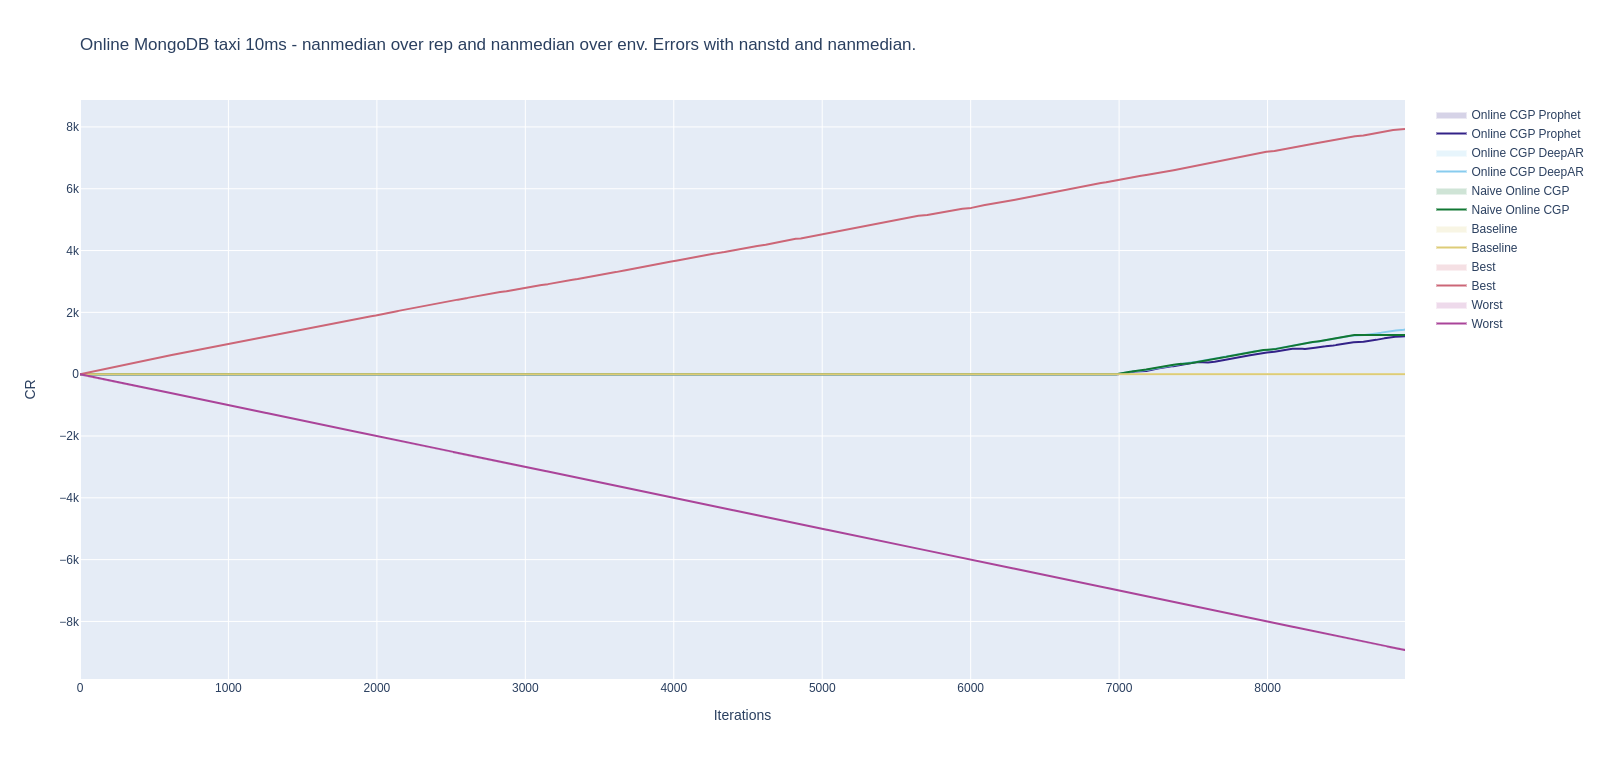 Online MongoDB taxi 10ms - nanmedian over rep and nanmedian over env. Errors with nanstd and nanmedian.
8k
6k
4k
2k
0
−2k
−4k
−6k
−8k
CR
0 1000 2000 3000 4000 5000 6000 7000 8000
Iterations
Online CGP Prophet
Online CGP Prophet
Online CGP DeepAR
Online CGP DeepAR
Naive Online CGP
Naive Online CGP
Baseline
Baseline
Best
Best
Worst
Worst